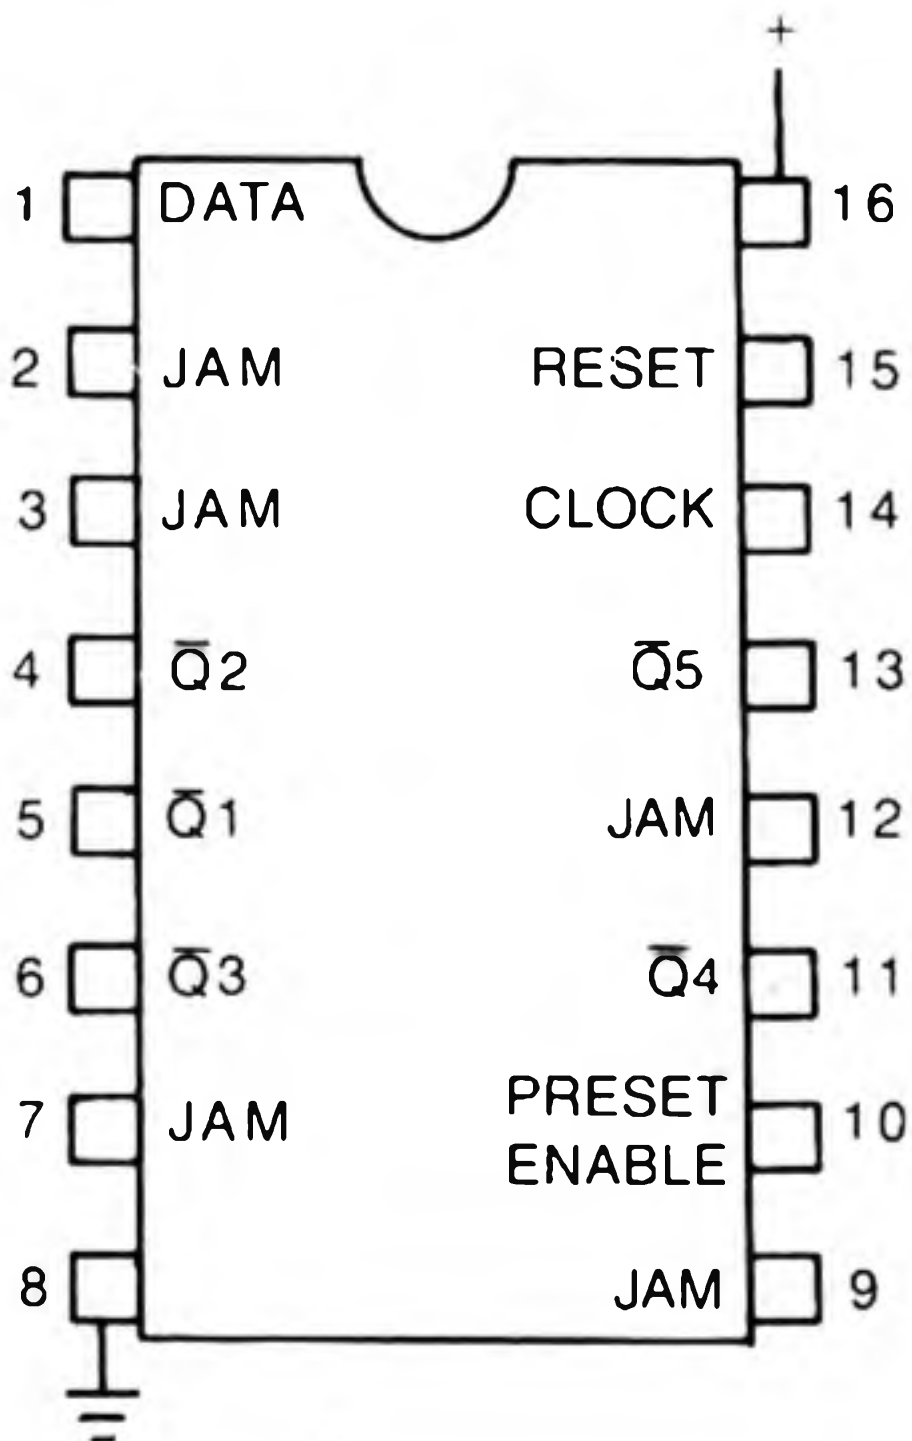 +
1 DATA 16
2 JAM RESET 15
3 JAM CLOCK 14
4 Q̅2 Q̅5 13
5 Q̅1 JAM 12
6 Q̅3 Q̅4 11
7 JAM PRESET 10
ENABLE
8 JAM 9